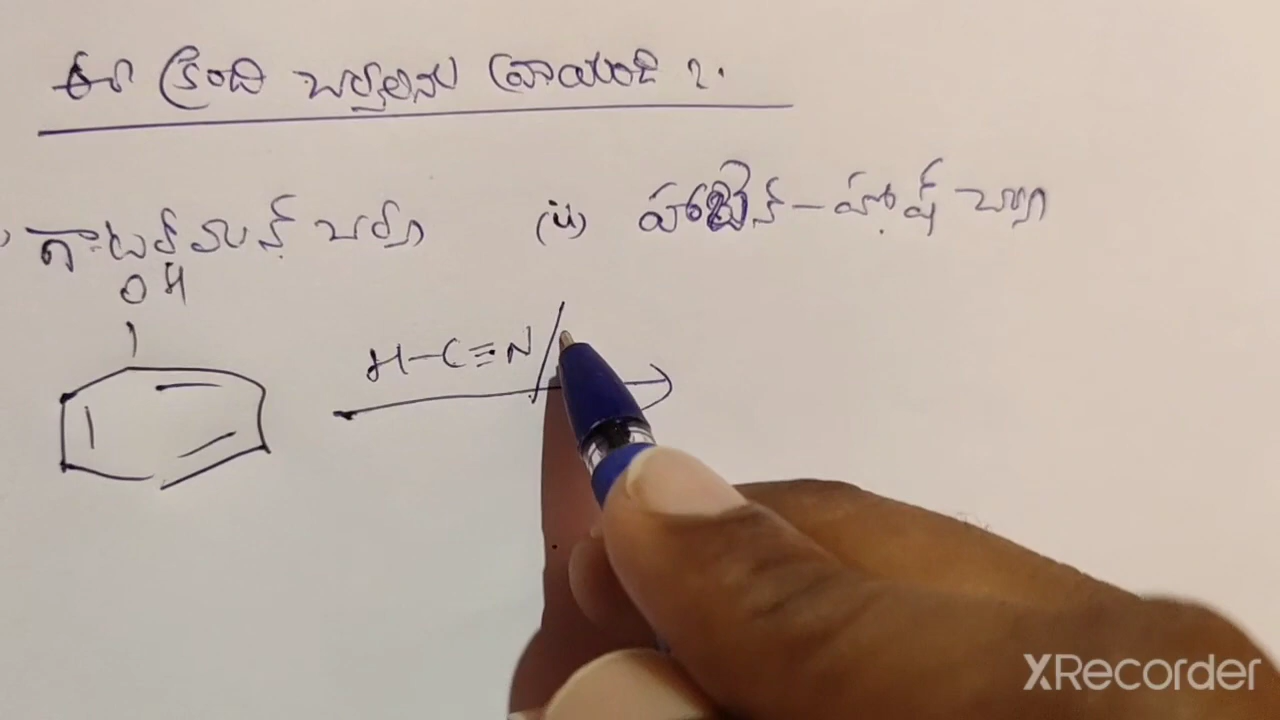 ఈ క్రింది చర్యలను వ్రాయండి ?.
గాటర్‌మన్ చర్య (ii) హాబెన్ - హోష్ చర్య
OH
H-C≡N/
XRecorder